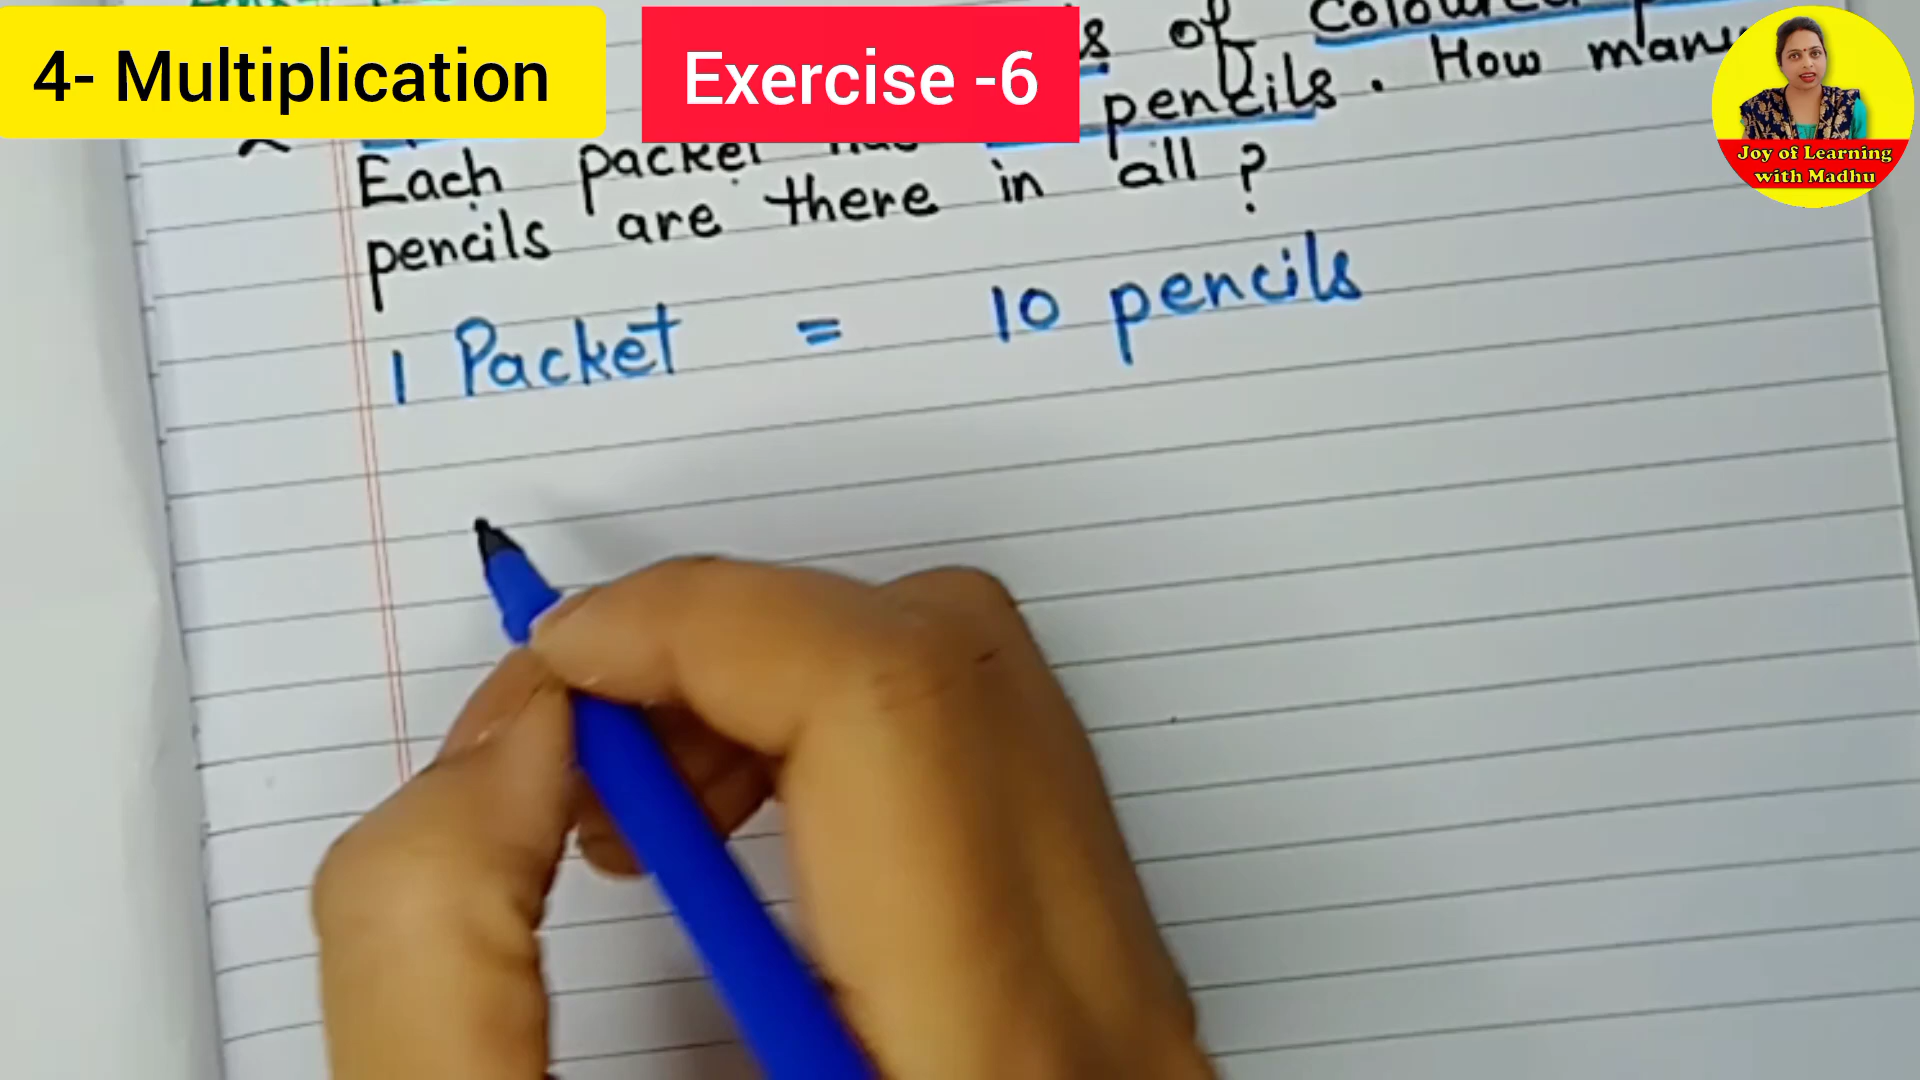 4- Multiplication
Exercise -6
of coloured
pencils. How many
Each packet has
pencils are there in all ?
1 Packet = 10 pencils
Joy of Learning
with Madhu